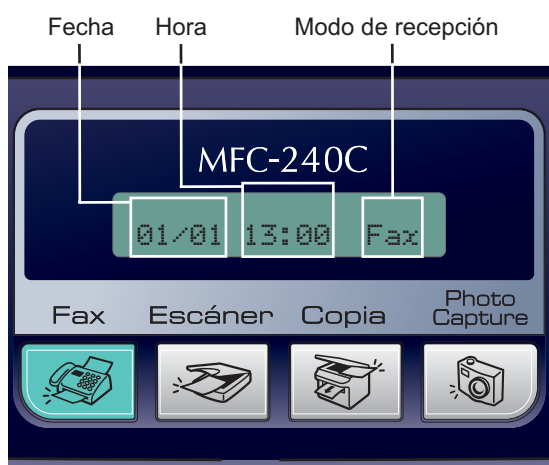 Fecha Hora Modo de recepción
MFC-240C
01/01 13:00 Fax
Fax Escáner Copia Photo Capture